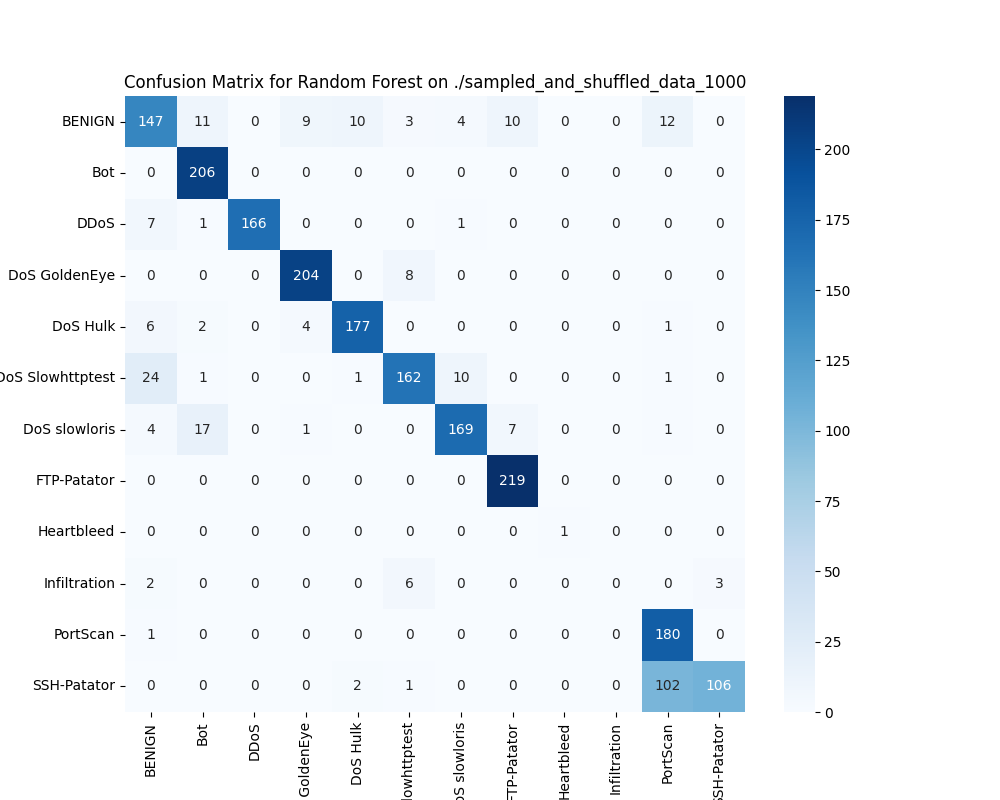 Confusion Matrix for Random Forest on ./sampled_and_shuffled_data_1000
BENIGN 147 11 0 9 10 3 4 10 0 0 12 0
Bot 0 206 0 0 0 0 0 0 0 0 0 0
DDoS 7 1 166 0 0 0 1 0 0 0 0 0
DoS GoldenEye 0 0 0 204 0 8 0 0 0 0 0 0
DoS Hulk 6 2 0 4 177 0 0 0 0 0 1 0
DoS Slowhttptest 24 1 0 0 1 162 10 0 0 0 1 0
DoS slowloris 4 17 0 1 0 0 169 7 0 0 1 0
FTP-Patator 0 0 0 0 0 0 0 219 0 0 0 0
Heartbleed 0 0 0 0 0 0 0 0 1 0 0 0
Infiltration 2 0 0 0 0 6 0 0 0 0 0 3
PortScan 1 0 0 0 0 0 0 0 0 0 180 0
SSH-Patator 0 0 0 0 2 1 0 0 0 0 102 106
BENIGN
Bot
DDoS
GoldenEye
DoS Hulk
lowhttptest
oS slowloris
FTP-Patator
Heartbleed
Infiltration
PortScan
SSH-Patator
200
175
150
125
100
75
50
25
0